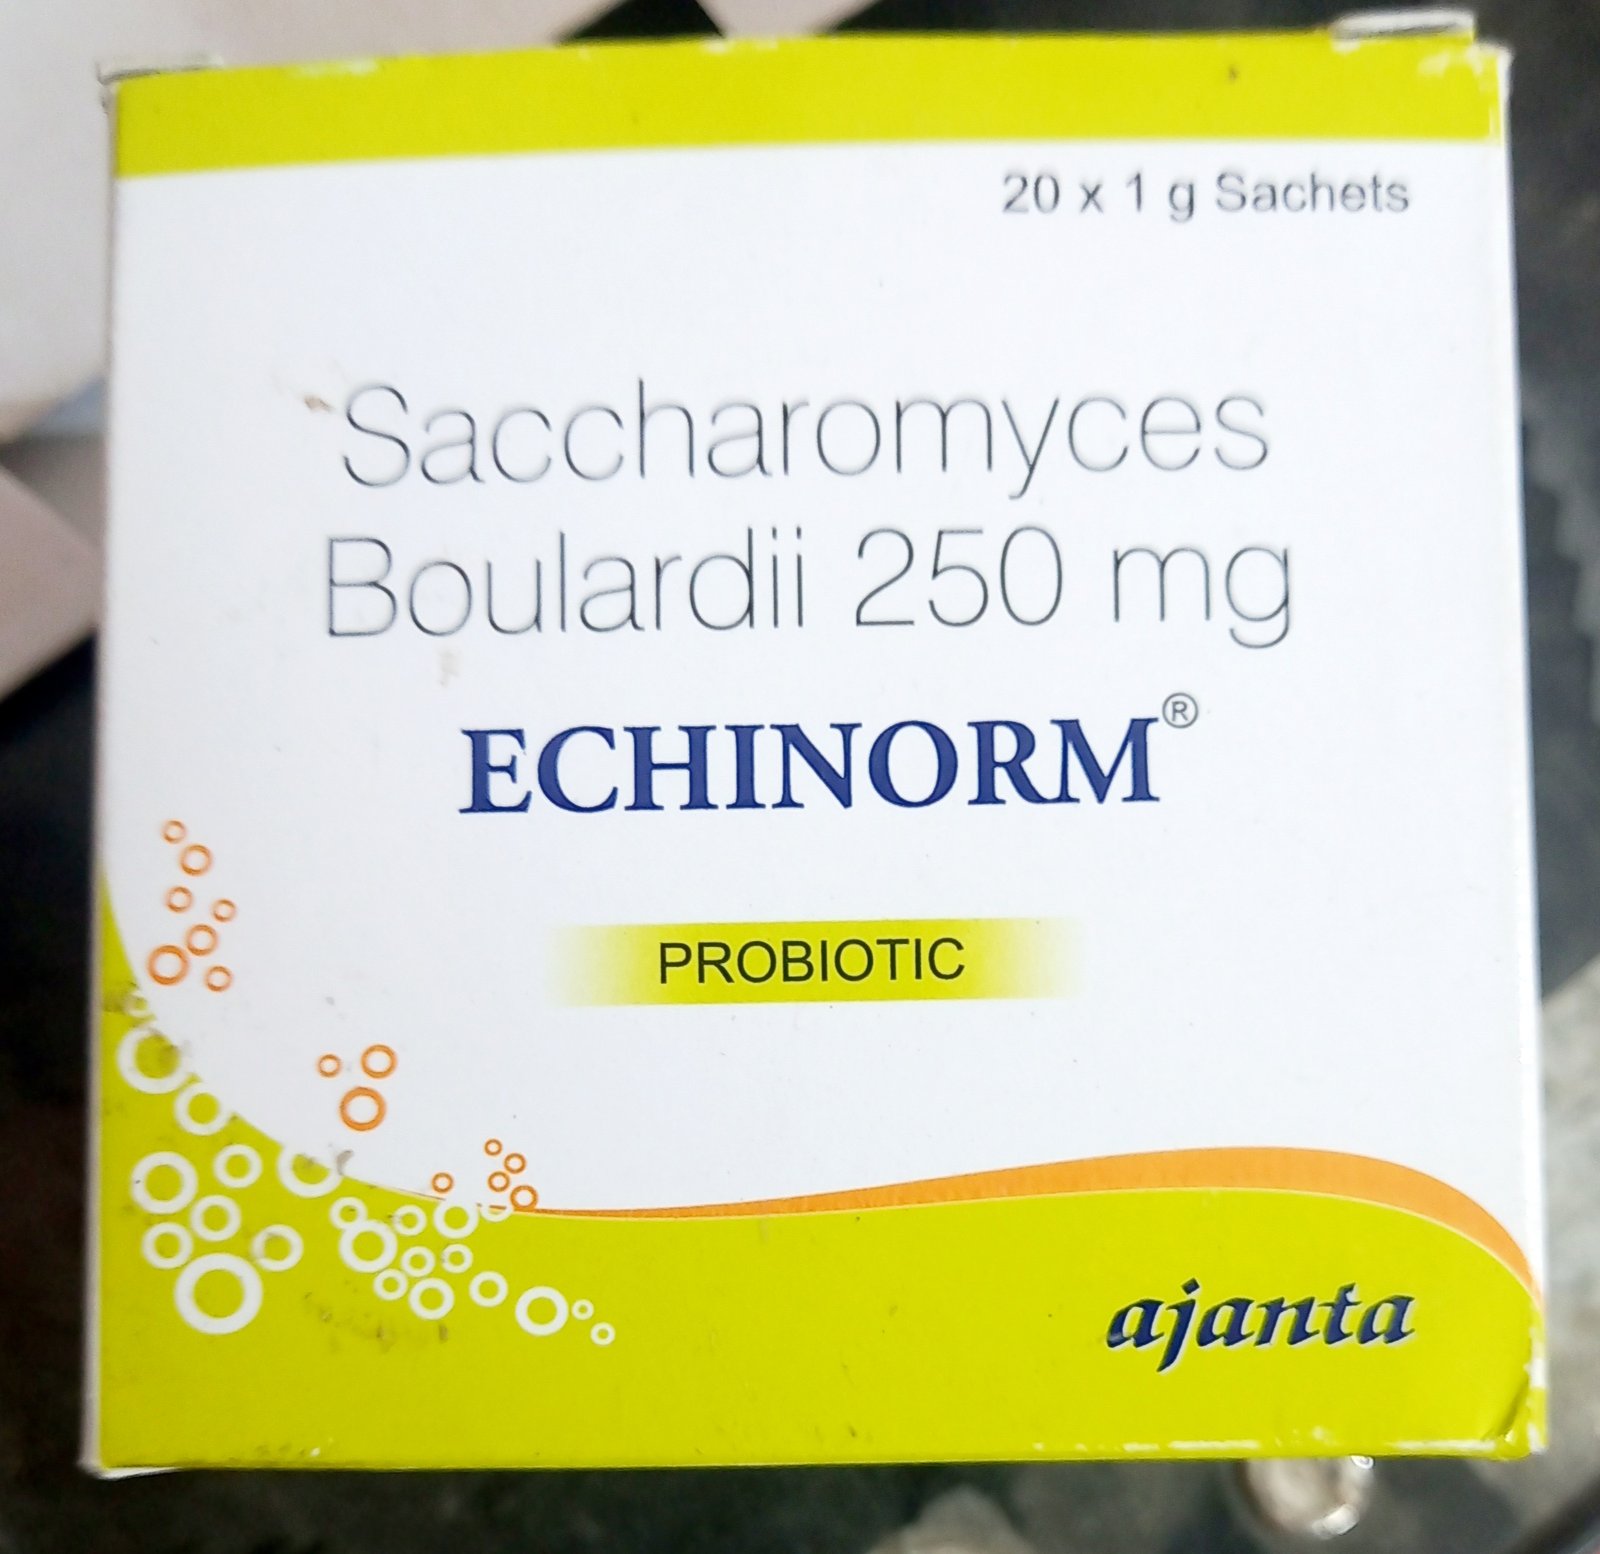 20 x 1 g Sachets
Saccharomyces
Boulardii 250 mg
ECHINORM®
PROBIOTIC
ajanta